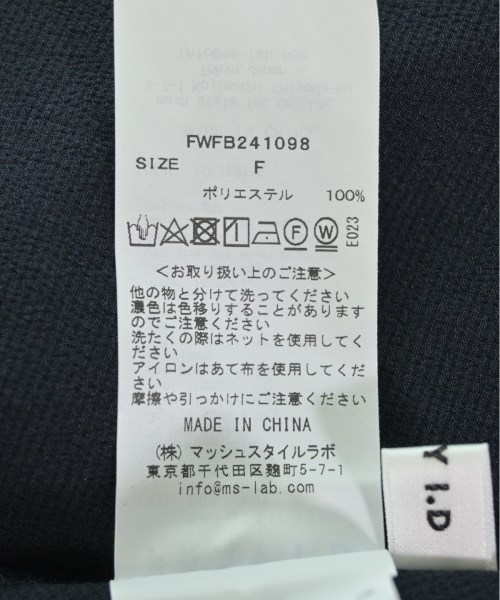 FWFB241098
SIZE F
ポリエステル 100%
F W E023
＜お取り扱い上のご注意＞
他の物と分けて洗ってください
濃色は色移りすることがあります
のでご注意ください
洗たくの際はネットを使用してく
ださい
アイロンはあて布を使用してくだ
さい
摩擦や引っかけにご注意ください
MADE IN CHINA
(株) マッシュスタイルラボ
東京都千代田区麹町5-7-1
info@ms-lab.com
Y I.D